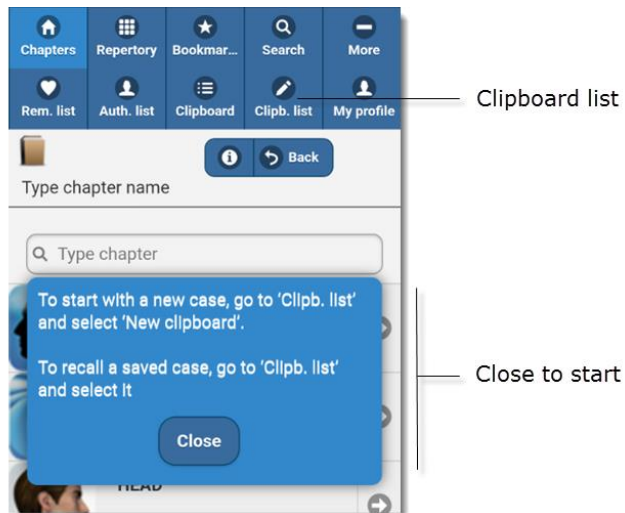 Chapters Repertory Bookmar... Search More
Rem. list Auth. list Clipboard Clipb. list My profile
Clipboard list
Back
Type chapter name
Type chapter
To start with a new case, go to 'Clipb. list'
and select 'New clipboard'.
To recall a saved case, go to 'Clipb. list'
and select it
Close to start
Close
HEAD